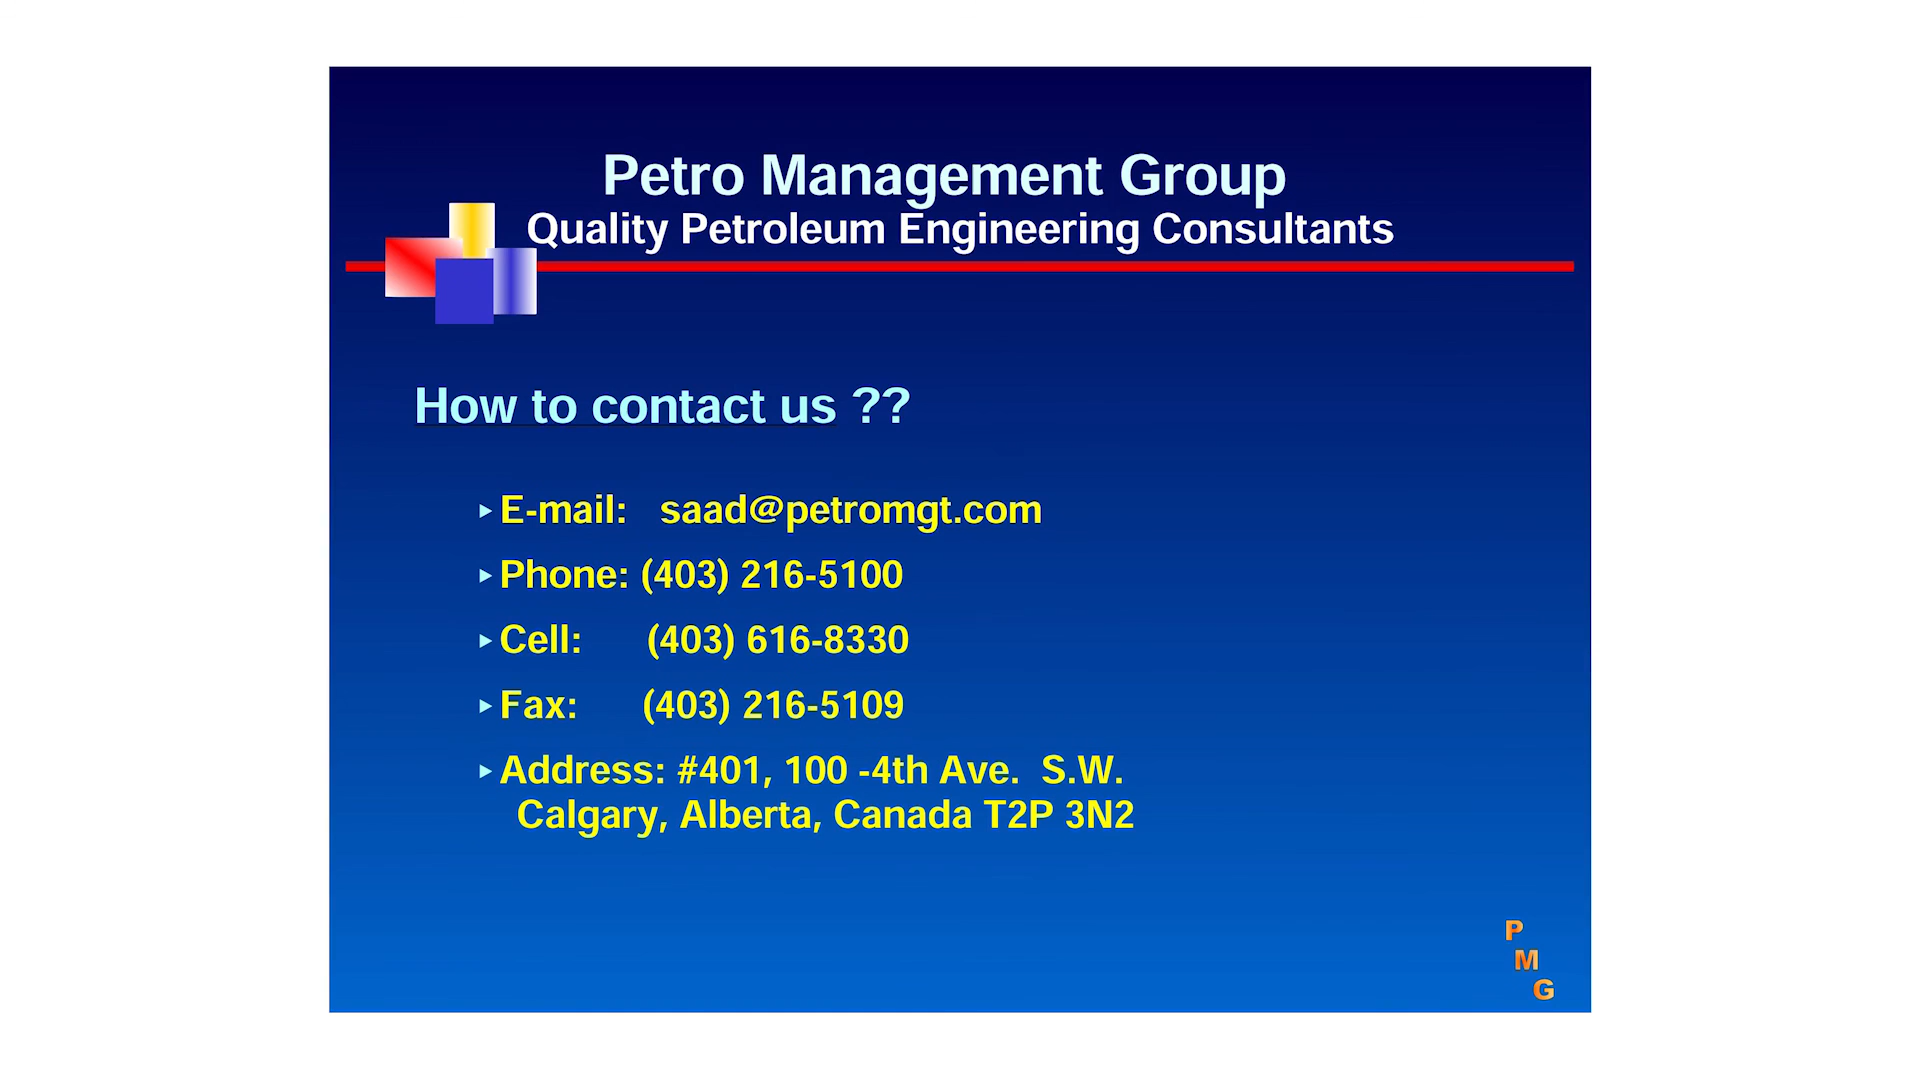 Petro Management Group
Quality Petroleum Engineering Consultants
How to contact us ??
‣ E-mail: saad@petromgt.com
‣ Phone: (403) 216-5100
‣ Cell: (403) 616-8330
‣ Fax: (403) 216-5109
‣ Address: #401, 100 -4th Ave. S.W.
Calgary, Alberta, Canada T2P 3N2
P
M
G